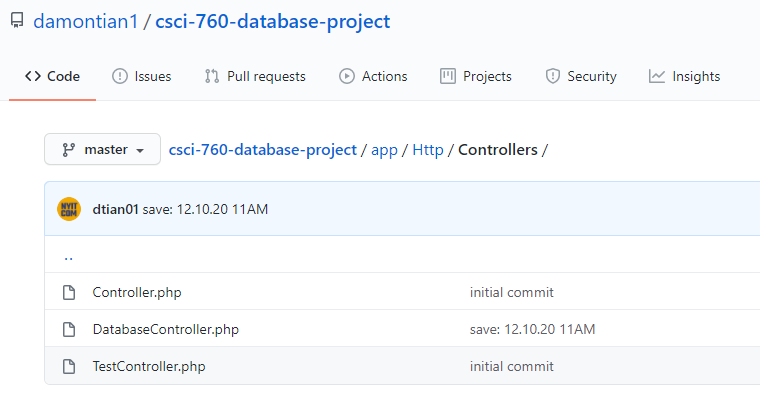 damontian1 / csci-760-database-project
Code Issues Pull requests Actions Projects Security Insights
master csci-760-database-project / app / Http / Controllers /
NYIT COM dtian01 save: 12.10.20 11AM
..
Controller.php initial commit
DatabaseController.php save: 12.10.20 11AM
TestController.php initial commit